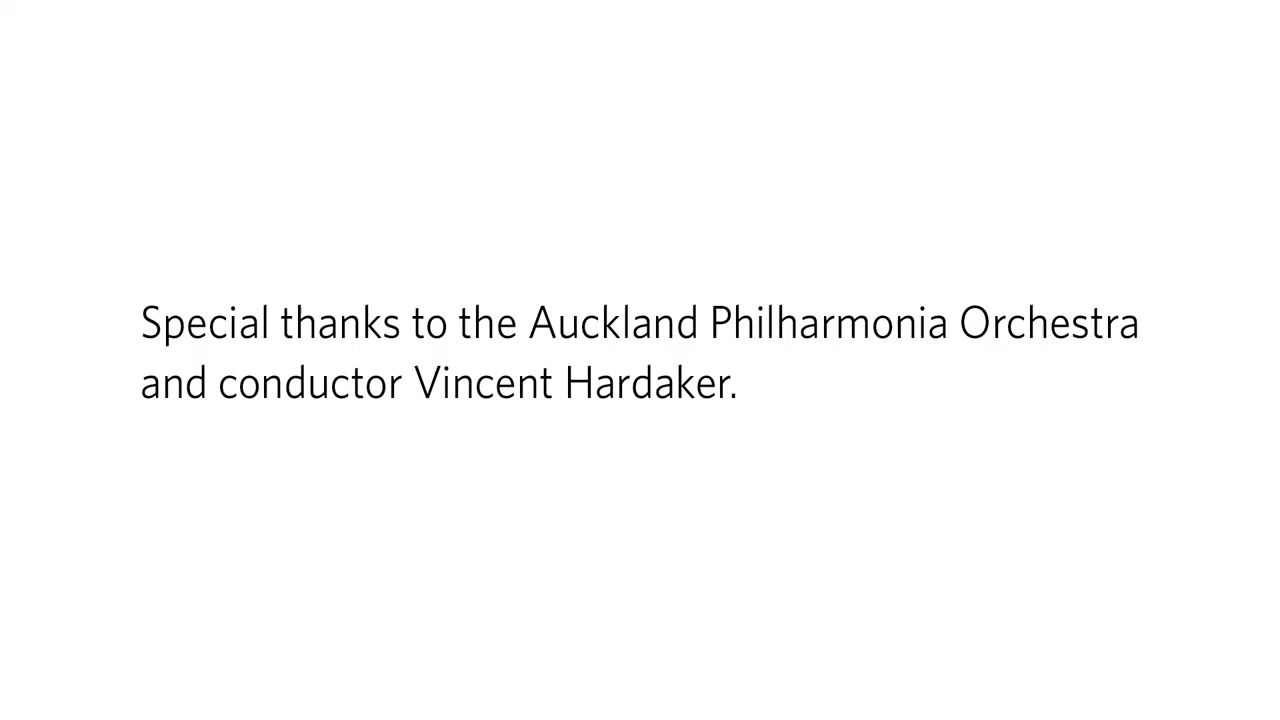 Special thanks to the Auckland Philharmonia Orchestra
and conductor Vincent Hardaker.